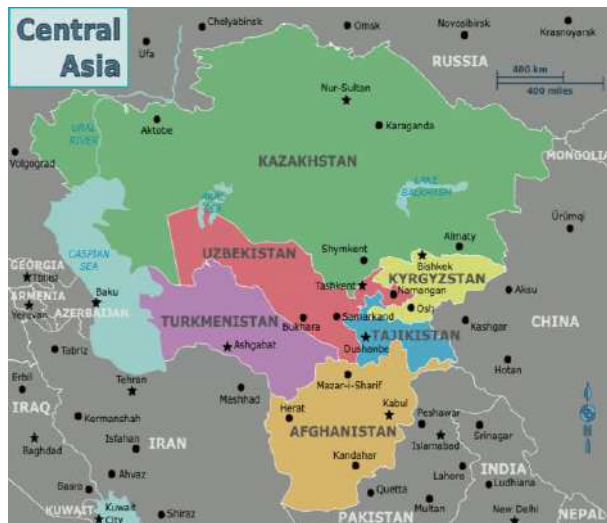 Central
Asia
Chelyabinsk
Omsk
Novosibirsk
Krasnoyarsk
Ufa
RUSSIA
400 km
400 miles
Nur-Sultan
Aktobe
Karaganda
URAL
RIVER
Volgograd
MONGOLIA
KAZAKHSTAN
LAKE
BALKHASH
ARAL
SEA
Ürümqi
Almaty
UZBEKISTAN
Shymkent
CASPIAN
SEA
Bishkek
GEORGIA
Tbilisi
KYRGYZSTAN
Tashkent
Namangan
Aksu
ARMENIA
Baku
Yerevan
AZERBAIJAN
Osh
TURKMENISTAN
Bukhara
Samarkand
TAJIKISTAN
Kashgar
CHINA
Tabriz
Ashgabat
Dushanbe
Hotan
Erbil
Tehran
Mashhad
Mazar-i-Sharif
IRAQ
Kermanshah
Herat
Kabul
Peshawar
Srinagar
Isfahan
IRAN
AFGHANISTAN
Islamabad
Baghdad
Kandahar
Ahvaz
Lahore
INDIA
Basra
Quetta
Ludhiana
KUWAIT
Kuwait
City
Shiraz
Multan
New Delhi
PAKISTAN
NEPAL